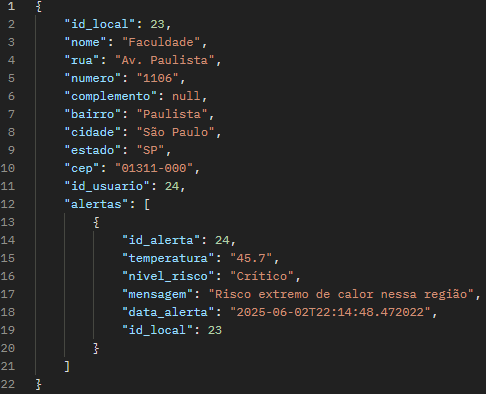 1 {
2 "id_local": 23,
3 "nome": "Faculdade",
4 "rua": "Av. Paulista",
5 "numero": "1106",
6 "complemento": null,
7 "bairro": "Paulista",
8 "cidade": "São Paulo",
9 "estado": "SP",
10 "cep": "01311-000",
11 "id_usuario": 24,
12 "alertas": [
13 {
14 "id_alerta": 24,
15 "temperatura": "45.7",
16 "nivel_risco": "Crítico",
17 "mensagem": "Risco extremo de calor nessa região",
18 "data_alerta": "2025-06-02T22:14:48.472022",
19 "id_local": 23
20 }
21 ]
22 }